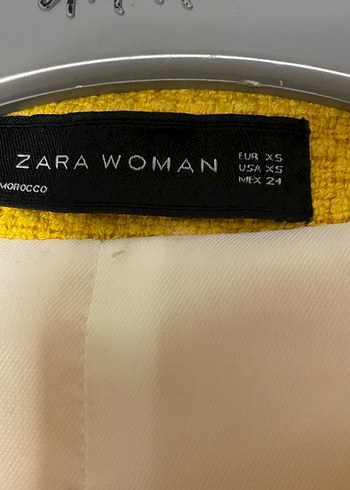 ZARA WOMAN
EUR XS
USA XS
MEX 24
MOROCCO